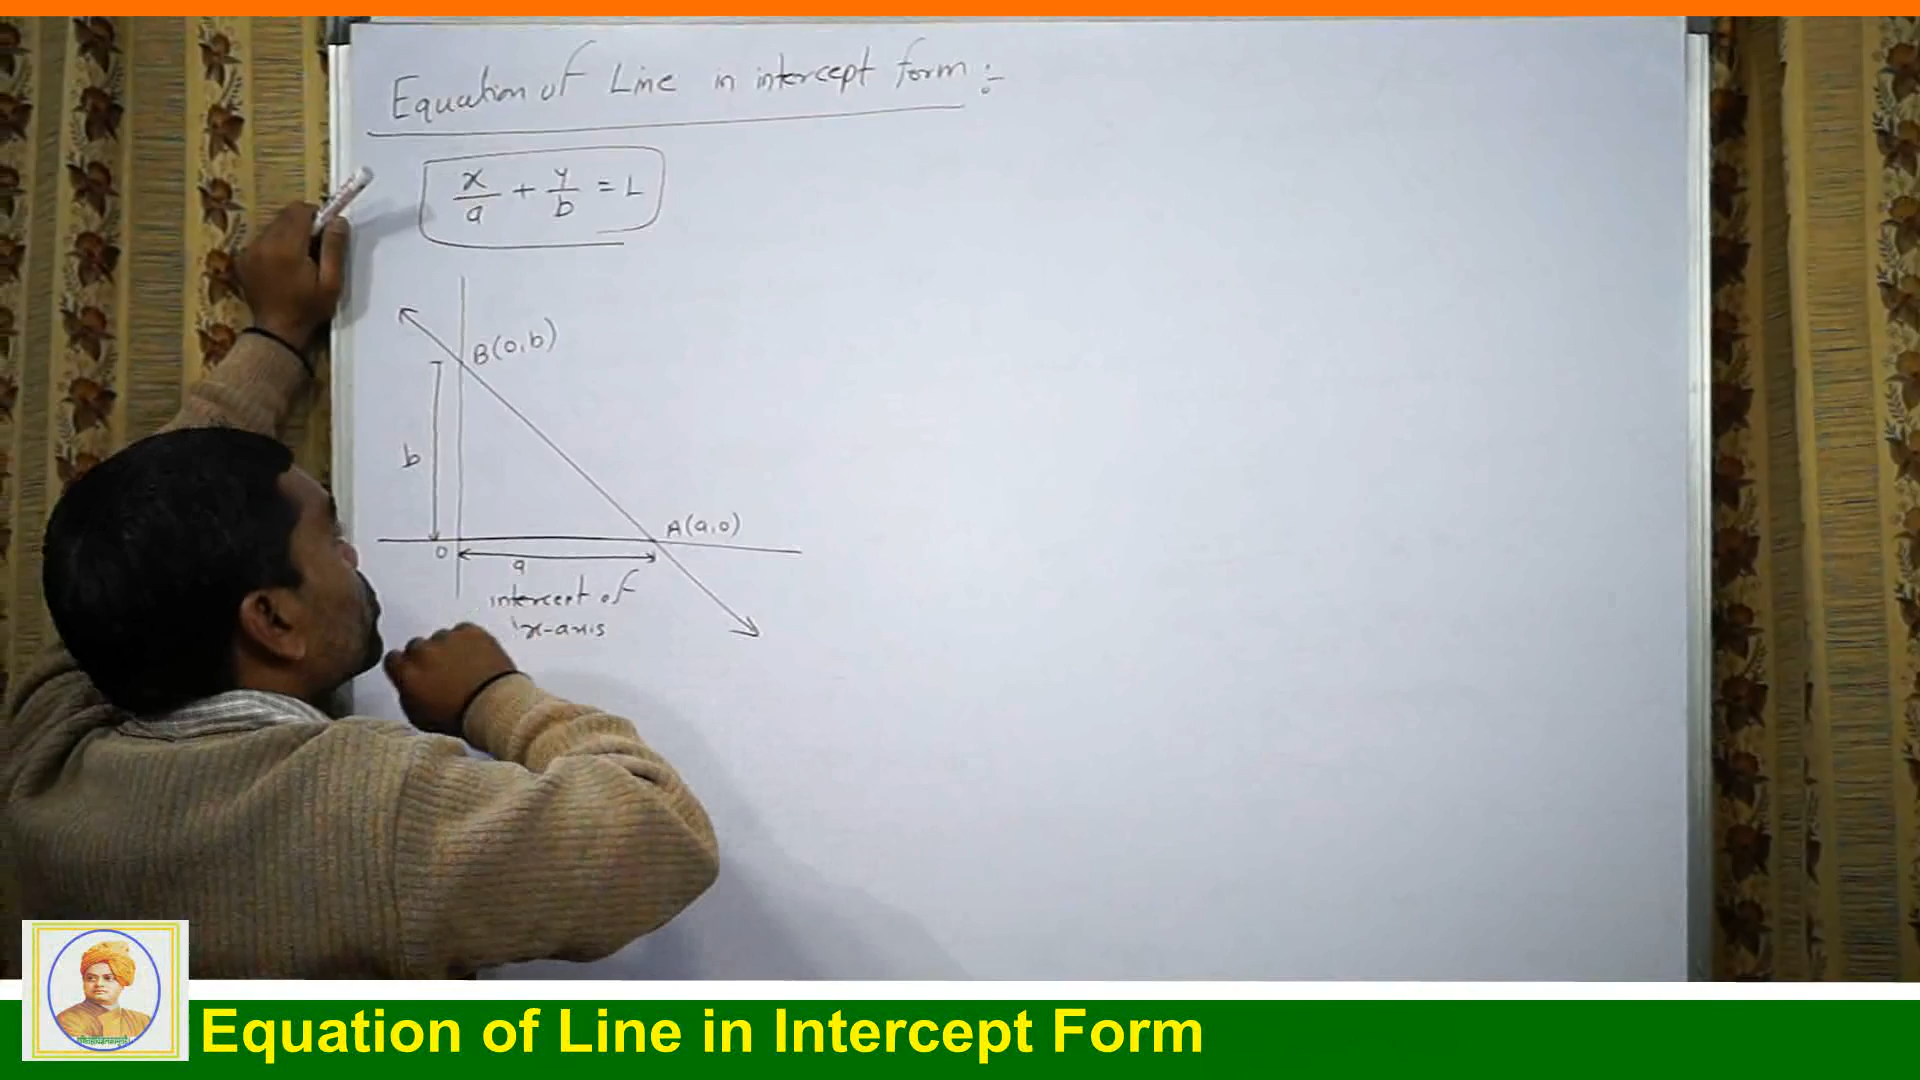 Equation of Line in intercept form :-
x/a + y/b = 1
B(0,b)
b
A(a,0)
0
a
intercept of
x-axis
Equation of Line in Intercept Form